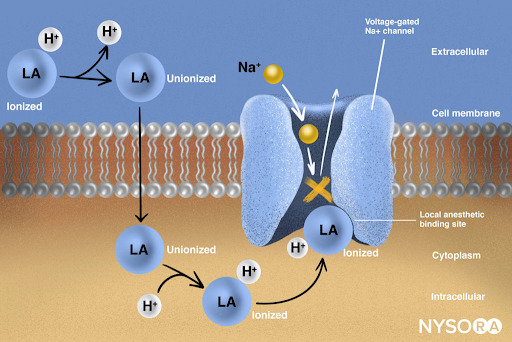 Voltage-gated
Na+ channel
Extracellular
H⁺
H⁺
LA
LA
Unionized
Ionized
Na⁺
Cell membrane
Local anesthetic
binding site
LA
H⁺
Ionized
LA
Unionized
Cytoplasm
H⁺
H⁺
LA
Ionized
Intracellular
NYSORA